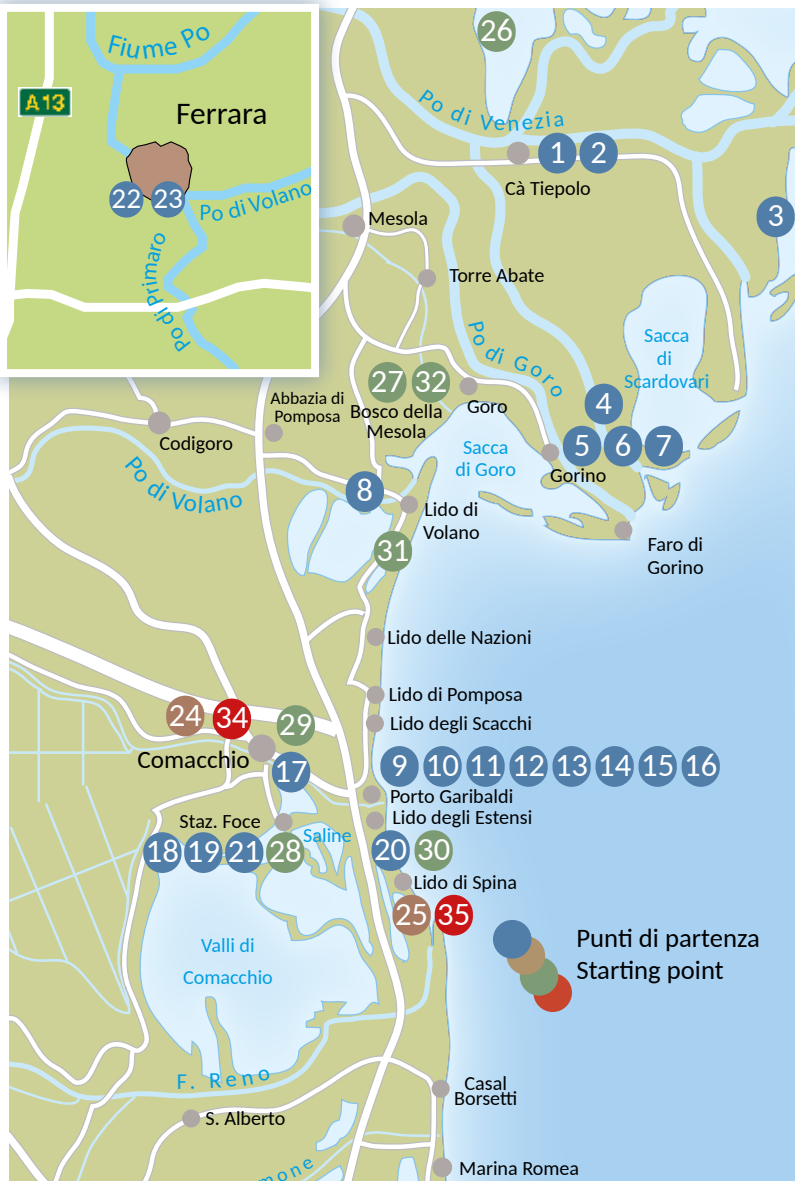 Fiume Po
A13
Ferrara
22 23
Po di Volano
Po di Primaro
26
Po di Venezia
1 2
Cà Tiepolo
3
Mesola
Torre Abate
Po di Goro
Sacca
di
Scardovari
4
5 6 7
27 32
Bosco della
Mesola
Goro
Abbazia di
Pomposa
Codigoro
Po di Volano
Sacca
di Goro
Gorino
8
Lido di
Volano
31
Faro di
Gorino
Lido delle Nazioni
Lido di Pomposa
Lido degli Scacchi
24 34 29
Comacchio
17
9 10 11 12 13 14 15 16
Porto Garibaldi
Lido degli Estensi
Staz. Foce
Saline
18 19 21 28
20 30
Lido di Spina
25 35
Valli di
Comacchio
Punti di partenza
Starting point
F. Reno
Casal
Borsetti
S. Alberto
Marina Romea